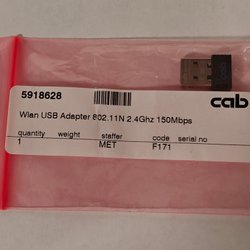 5918628
cab
Wlan USB Adapter 802.11N 2.4Ghz 150Mbps
quantity weight staffer code serial no
1 MET F171